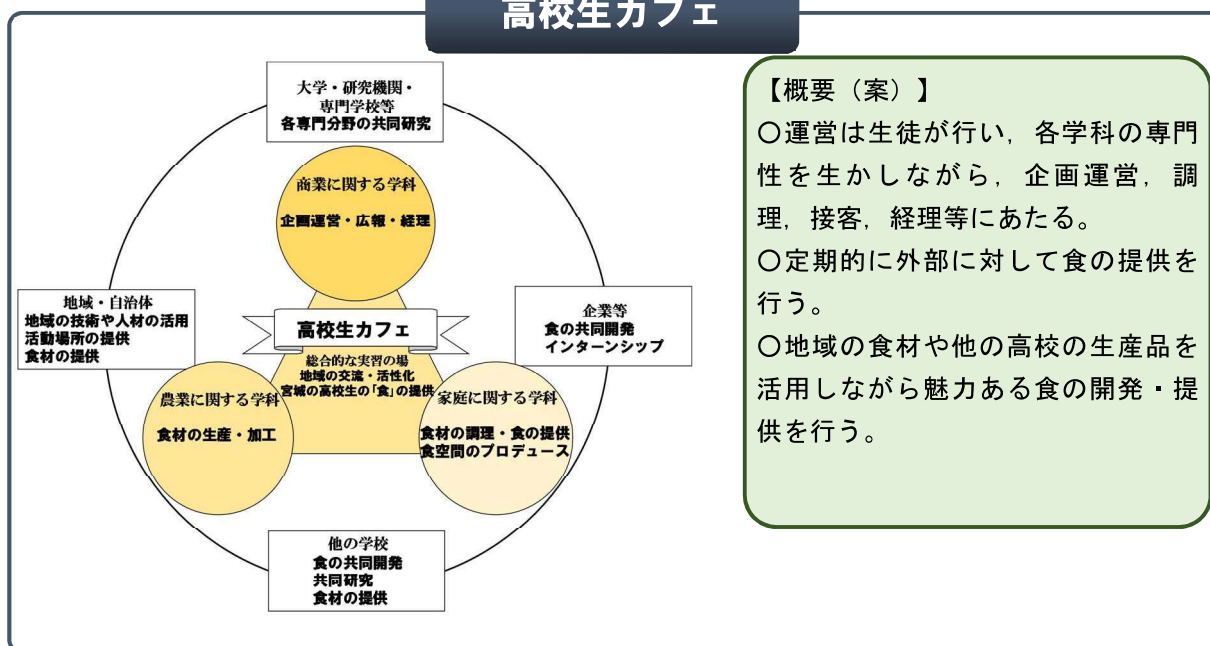 高校生カフェ
大学・研究機関・
専門学校等
各専門分野の共同研究
商業に関する学科
企画運営・広報・経理
地域・自治体
地域の技術や人材の活用
活動場所の提供
食材の提供
企業等
食の共同開発
インターンシップ
高校生カフェ
総合的な実習の場
地域の交流・活性化
宮城の高校生の「食」の提供
農業に関する学科
食材の生産・加工
家庭に関する学科
食材の調理・食の提供
食空間のプロデュース
他の学校
食の共同開発
共同研究
食材の提供
【概要（案）】
○運営は生徒が行い，各学科の専門
性を生かしながら，企画運営，調
理，接客，経理等にあたる。
○定期的に外部に対して食の提供を
行う。
○地域の食材や他の高校の生産品を
活用しながら魅力ある食の開発・提
供を行う。